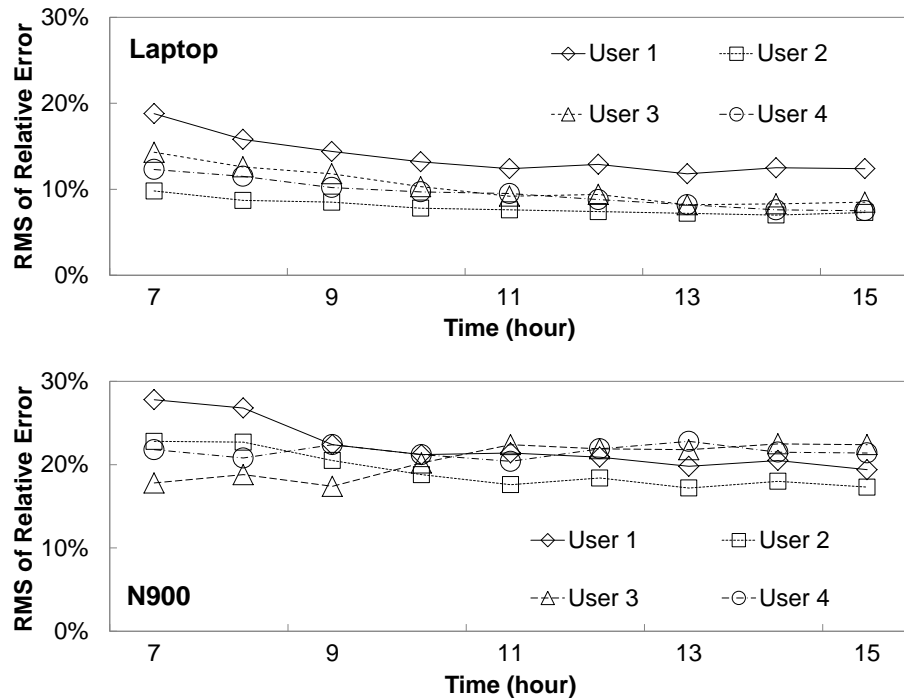 RMS of Relative Error
30%
20%
10%
0%
Laptop
User 1
User 2
User 3
User 4
7
9
11
13
15
Time (hour)
RMS of Relative Error
30%
20%
10%
0%
User 1
User 2
User 3
User 4
N900
7
9
11
13
15
Time (hour)